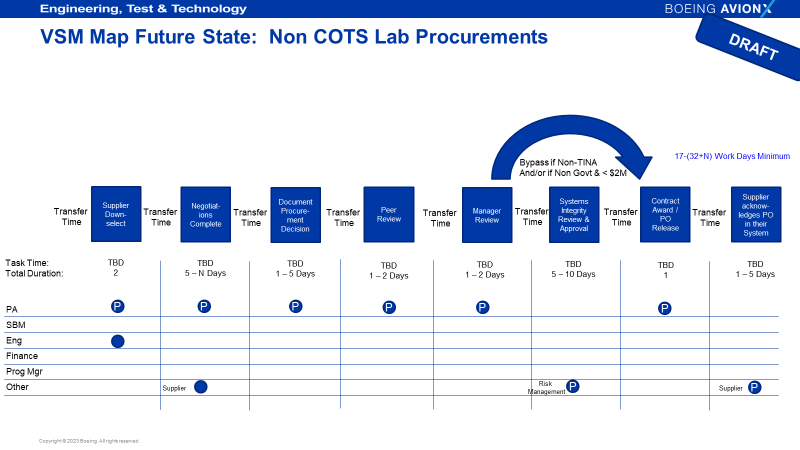 Engineering, Test & Technology
BOEING AVIONX
VSM Map Future State:  Non COTS Lab Procurements
DRAFT
Bypass if Non-TINA
And/or if Non Govt & < $2M
17-(32+N) Work Days Minimum
Transfer
Time
Supplier
Down-
select
Transfer
Time
Negotiat-
ions
Complete
Transfer
Time
Document
Procure-
ment
Decision
Transfer
Time
Peer
Review
Transfer
Time
Manager
Review
Transfer
Time
Systems
Integrity
Review &
Approval
Transfer
Time
Contract
Award /
PO
Release
Transfer
Time
Supplier
acknow-
ledges PO
in their
System
Task Time: TBD TBD TBD TBD TBD TBD TBD TBD
Total Duration: 2 5 – N Days 1 – 5 Days 1 – 2 Days 1 – 2 Days 5 – 10 Days 1 1 – 5 Days
PA P P P P P P
SBM
Eng
Finance
Prog Mgr
Other Supplier Risk Management P Supplier P
Copyright © 2023 Boeing. All rights reserved.